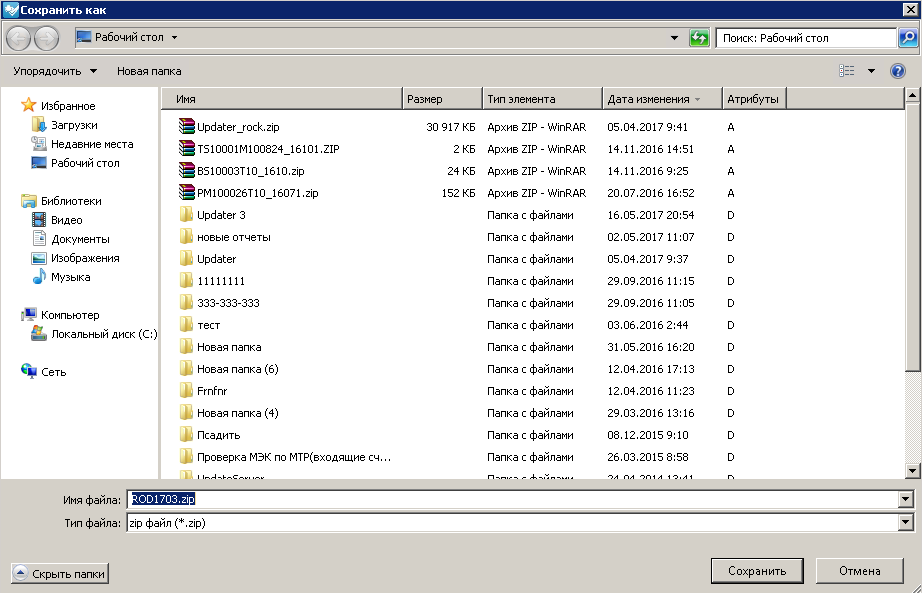 Сохранить как
Рабочий стол
Поиск: Рабочий стол
Упорядочить Новая папка
Имя Размер Тип элемента Дата изменения Атрибуты
Избранное
Загрузки
Недавние места
Рабочий стол
Библиотеки
Видео
Документы
Изображения
Музыка
Компьютер
Локальный диск (C:)
Сеть
Updater_rock.zip 30 917 КБ Архив ZIP - WinRAR 05.04.2017 9:41 A
TS10001M100824_16101.ZIP 2 КБ Архив ZIP - WinRAR 14.11.2016 14:51 A
BS10003T10_1610.zip 24 КБ Архив ZIP - WinRAR 14.11.2016 9:25 A
PM100026T10_16071.zip 152 КБ Архив ZIP - WinRAR 20.07.2016 16:52 A
Updater 3 Папка с файлами 16.05.2017 20:54 D
новые отчеты Папка с файлами 02.05.2017 11:07 D
Updater Папка с файлами 05.04.2017 9:37 D
11111111 Папка с файлами 29.09.2016 11:15 D
333-333-333 Папка с файлами 29.09.2016 11:05 D
тест Папка с файлами 03.06.2016 2:44 D
Новая папка Папка с файлами 31.05.2016 16:20 D
Новая папка (6) Папка с файлами 12.04.2016 17:13 D
Frnfnr Папка с файлами 12.04.2016 11:23 D
Новая папка (4) Папка с файлами 29.03.2016 13:16 D
Псадить Папка с файлами 08.12.2015 9:10 D
Проверка МЭК по МТР(входящие сч... Папка с файлами 26.03.2015 8:58 D
UpdateServer Папка с файлами 24.04.2014 13:41 D
Имя файла: ROD1703.zip
Тип файла: zip файл (*.zip)
Скрыть папки
Сохранить
Отмена